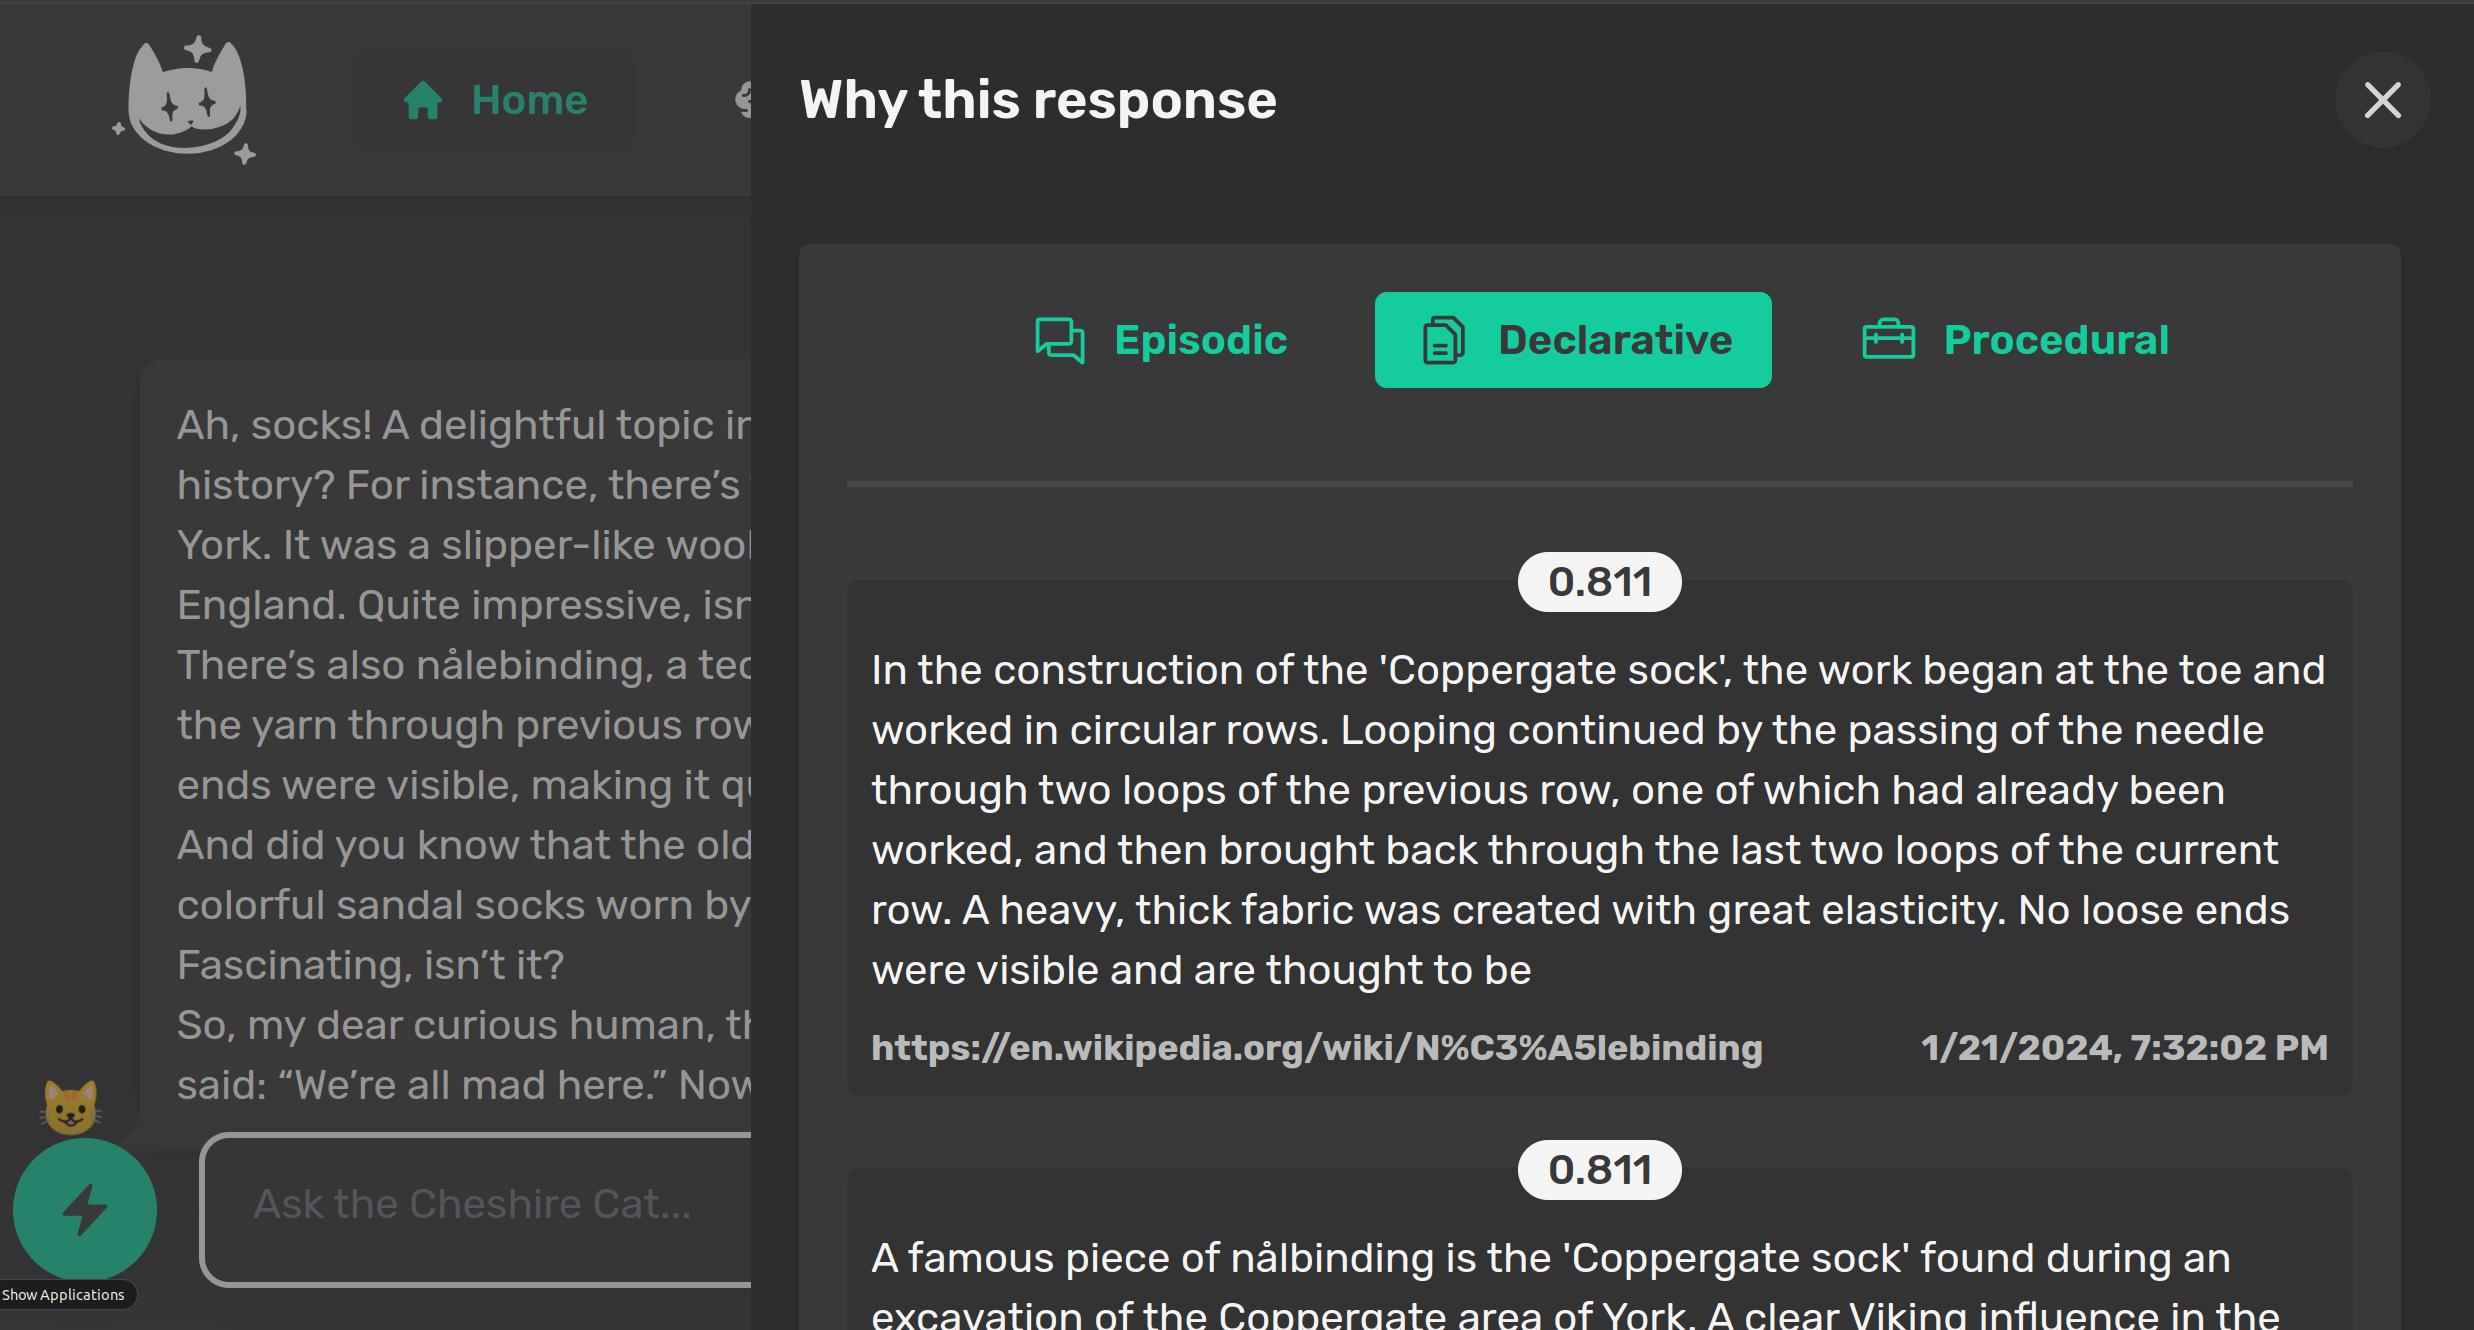 Home
Ah, socks! A delightful topic
history? For instance, there’s
York. It was a slipper-like
England. Quite impressive,
There’s also nålebinding, a
the yarn through previous
ends were visible, making it
And did you know that the
colorful sandal socks worn by
Fascinating, isn’t it?
So, my dear curious human,
said: “We’re all mad here.”
Ask the Cheshire Cat...
Show Applications
Why this response
Episodic
Declarative
Procedural
0.811
In the construction of the 'Coppergate sock', the work began at the toe and
worked in circular rows. Looping continued by the passing of the needle
through two loops of the previous row, one of which had already been
worked, and then brought back through the last two loops of the current
row. A heavy, thick fabric was created with great elasticity. No loose ends
were visible and are thought to be
https://en.wikipedia.org/wiki/N%C3%A5lebinding
1/21/2024, 7:32:02 PM
0.811
A famous piece of nålbinding is the 'Coppergate sock' found during an
excavation of the Coppergate area of York. A clear Viking influence in the